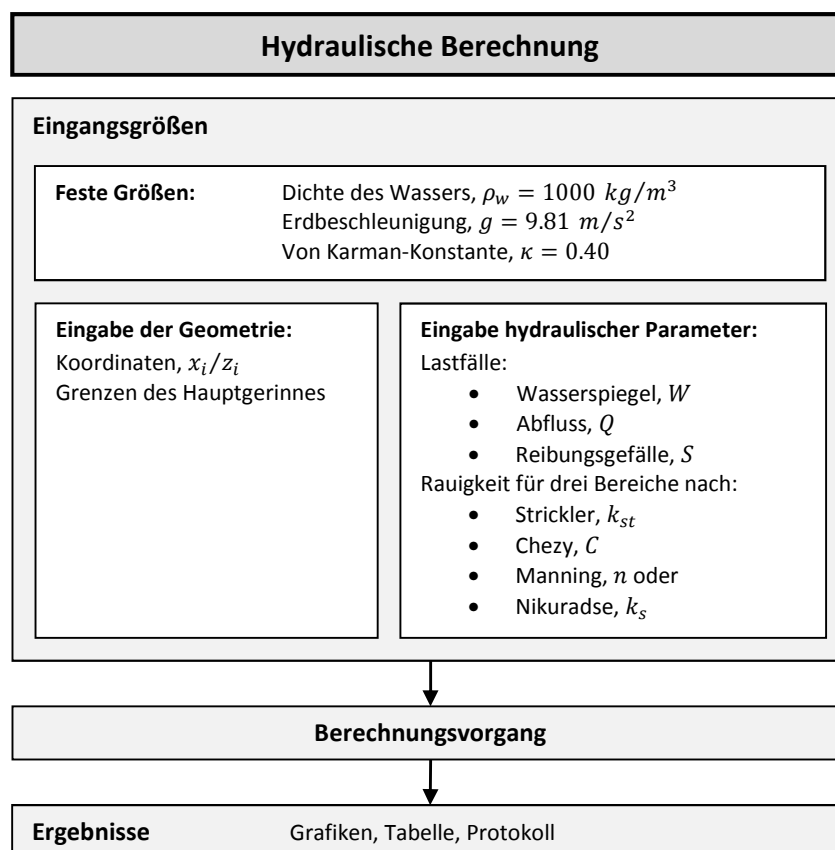 Hydraulische Berechnung
Eingangsgrößen
Feste Größen: Dichte des Wassers, ρ_w = 1000 kg/m³
Erdbeschleunigung, g = 9.81 m/s²
Von Karman-Konstante, κ = 0.40
Eingabe der Geometrie:
Koordinaten, x_i/z_i
Grenzen des Hauptgerinnes
Eingabe hydraulischer Parameter:
Lastfälle:
• Wasserspiegel, W
• Abfluss, Q
• Reibungsgefälle, S
Rauigkeit für drei Bereiche nach:
• Strickler, k_st
• Chezy, C
• Manning, n oder
• Nikuradse, k_s
Berechnungsvorgang
Ergebnisse Grafiken, Tabelle, Protokoll